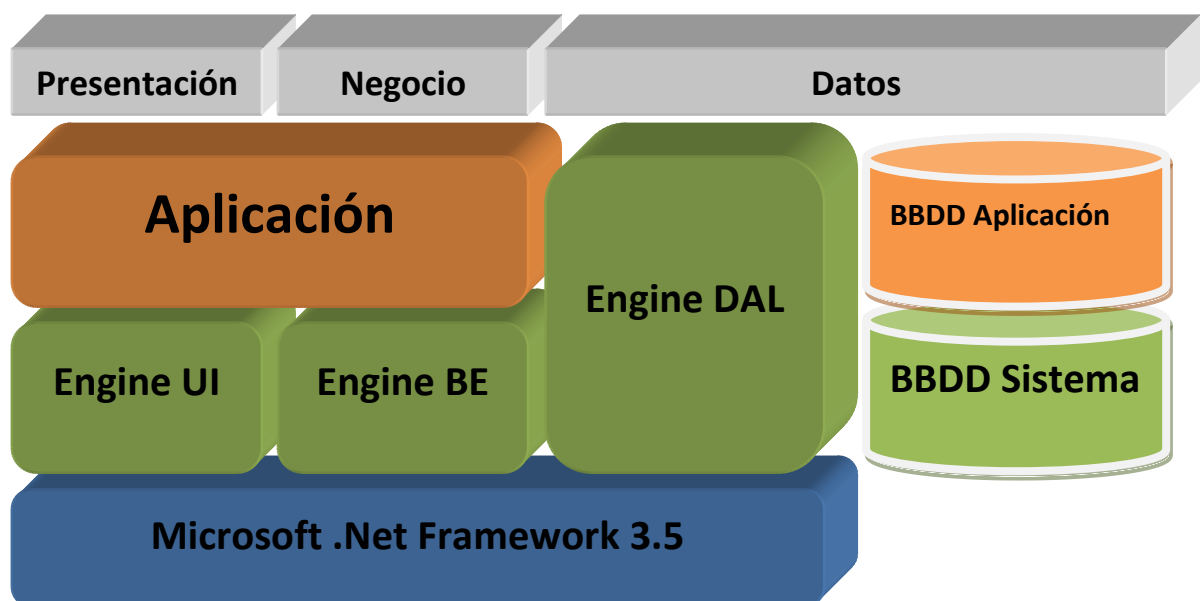 Presentación
Negocio
Datos
Aplicación
BBDD Aplicación
Engine DAL
Engine UI
Engine BE
BBDD Sistema
Microsoft .Net Framework 3.5